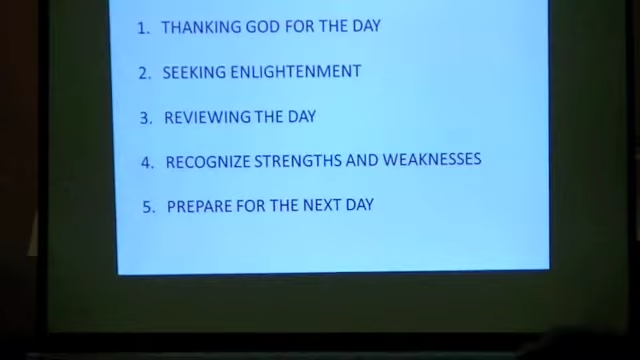 1. THANKING GOD FOR THE DAY
2. SEEKING ENLIGHTENMENT
3. REVIEWING THE DAY
4. RECOGNIZE STRENGTHS AND WEAKNESSES
5. PREPARE FOR THE NEXT DAY